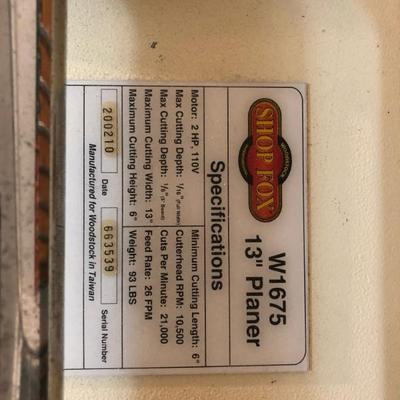 WOODSTOCK
SHOP FOX
W1675
13" Planer
Specifications
Motor: 2 HP, 110V
Minimum Cutting Length: 6"
Max Cutting Depth: 1/16" (Full Width)
Cutterhead RPM: 10,500
Max Cutting Depth: 1/8" (5" Board)
Cuts Per Minute: 21,000
Maximum Cutting Width: 13"
Feed Rate: 26 FPM
Maximum Cutting Height: 6"
Weight: 93 LBS
200210
Date
663539
Serial Number
Manufactured for Woodstock in Taiwan